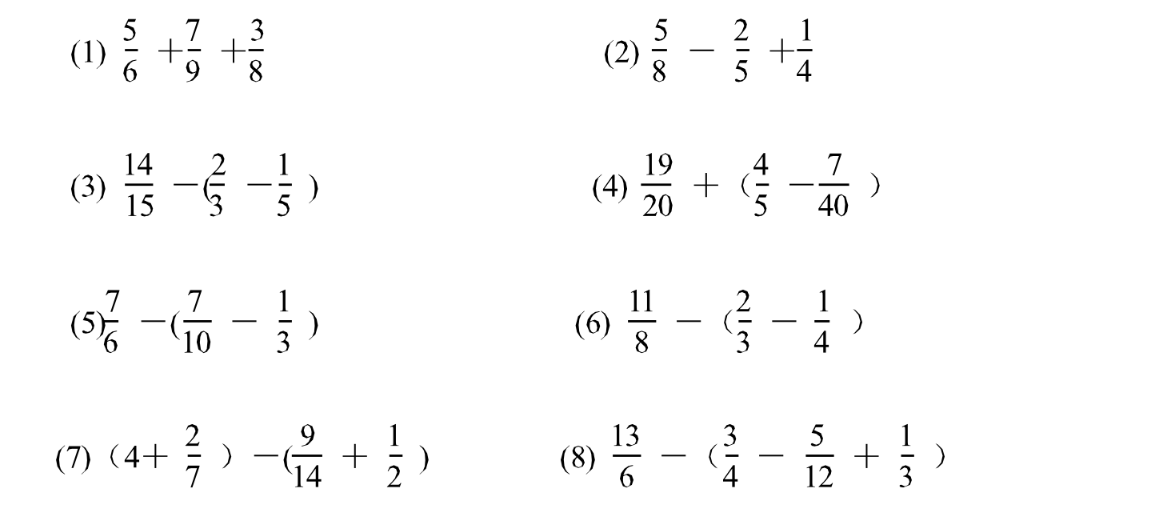 (1) 5/6 + 7/9 + 3/8 (2) 5/8 − 2/5 + 1/4
(3) 14/15 −(2/3 − 1/5) (4) 19/20 + (4/5 − 7/40)
(5) 7/6 −(7/10 − 1/3) (6) 11/8 − (2/3 − 1/4)
(7) (4+ 2/7) −(9/14 + 1/2) (8) 13/6 − (3/4 − 5/12 + 1/3)